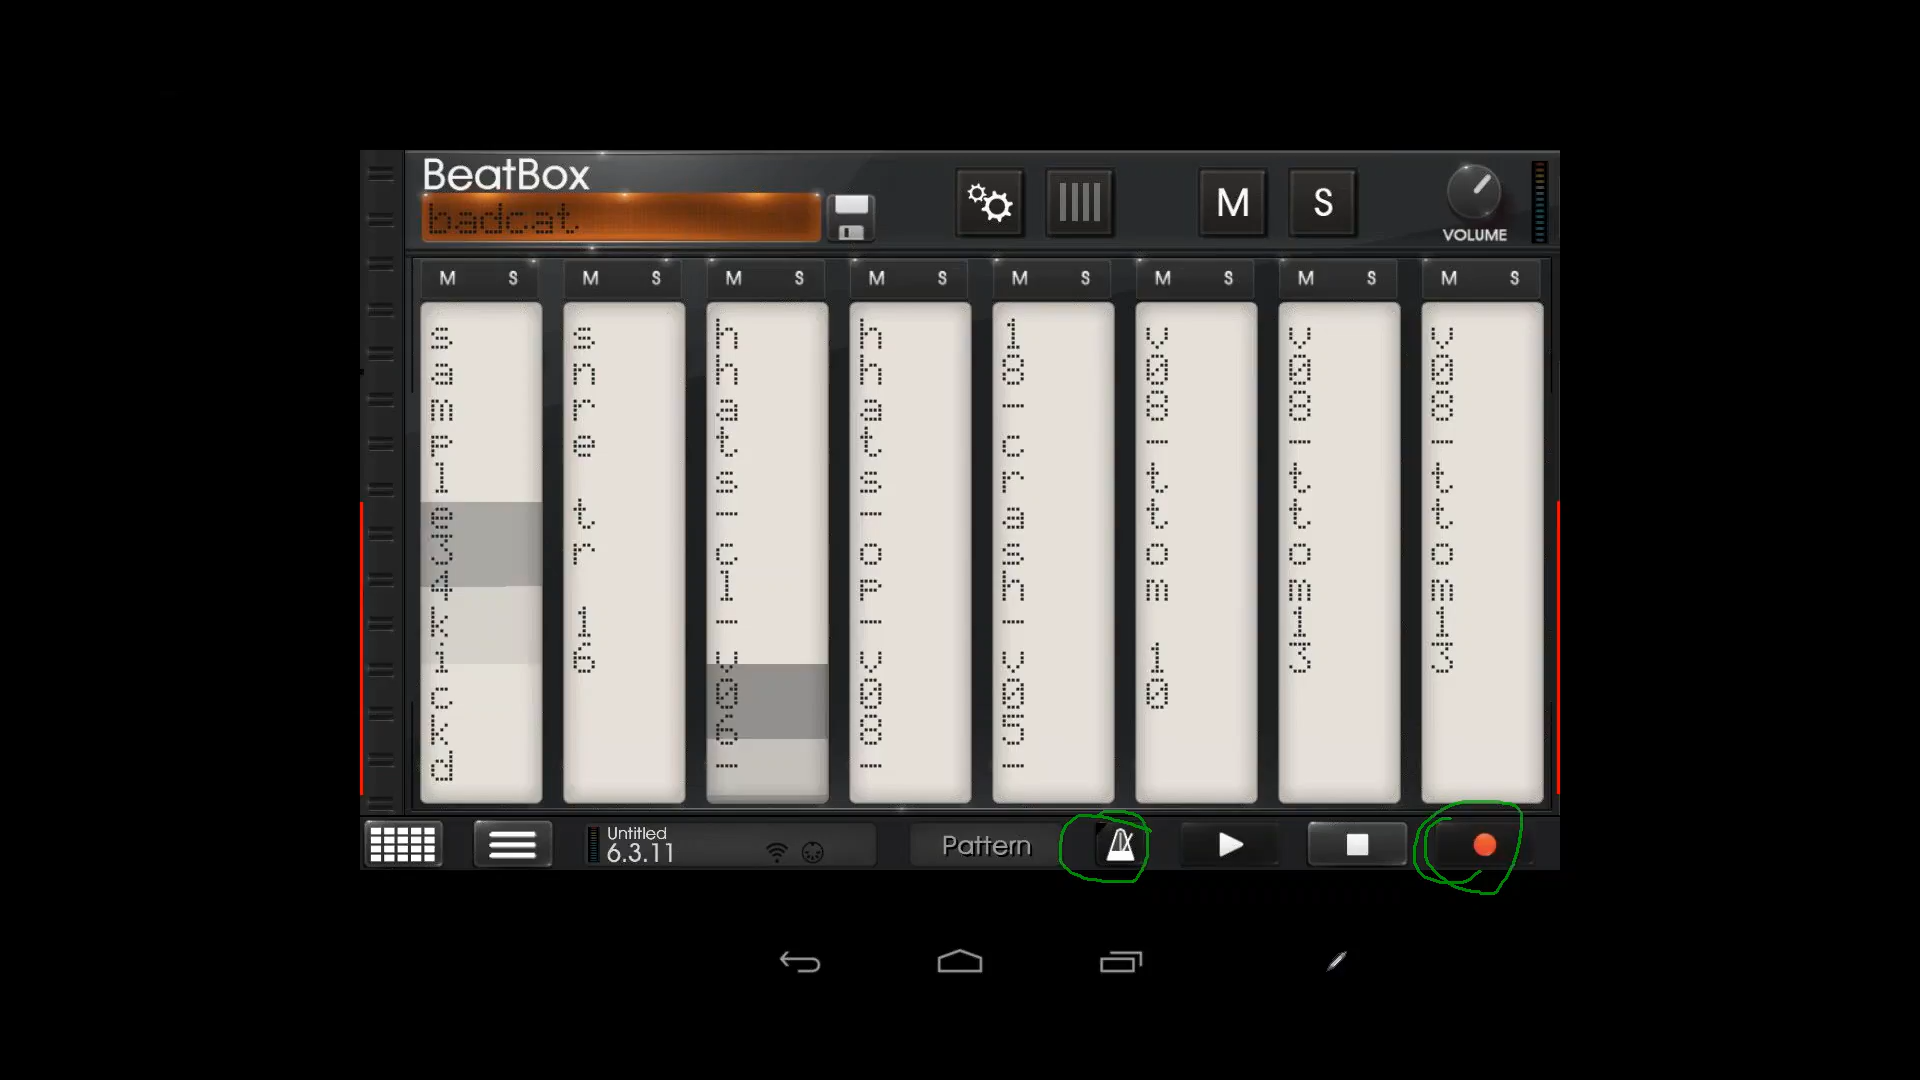 BeatBox
badcat
M S
VOLUME
M S M S M S M S M S M S M S M S
sample34kickd
snre tr 16
hhats-cl-v06-
hhats-op-v08-
18-crash-v05-
v08-ttom 10
v08-ttom13
v08-ttom13
Untitled
6.3.11
Pattern